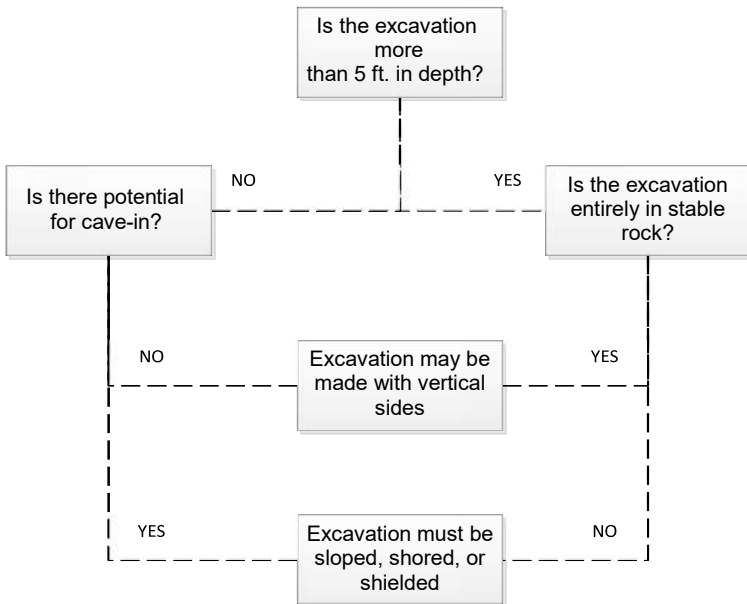 Is the excavation
more
than 5 ft. in depth?
NO
YES
Is there potential
for cave-in?
Is the excavation
entirely in stable
rock?
NO
Excavation may be
made with vertical
sides
YES
YES
Excavation must be
sloped, shored, or
shielded
NO